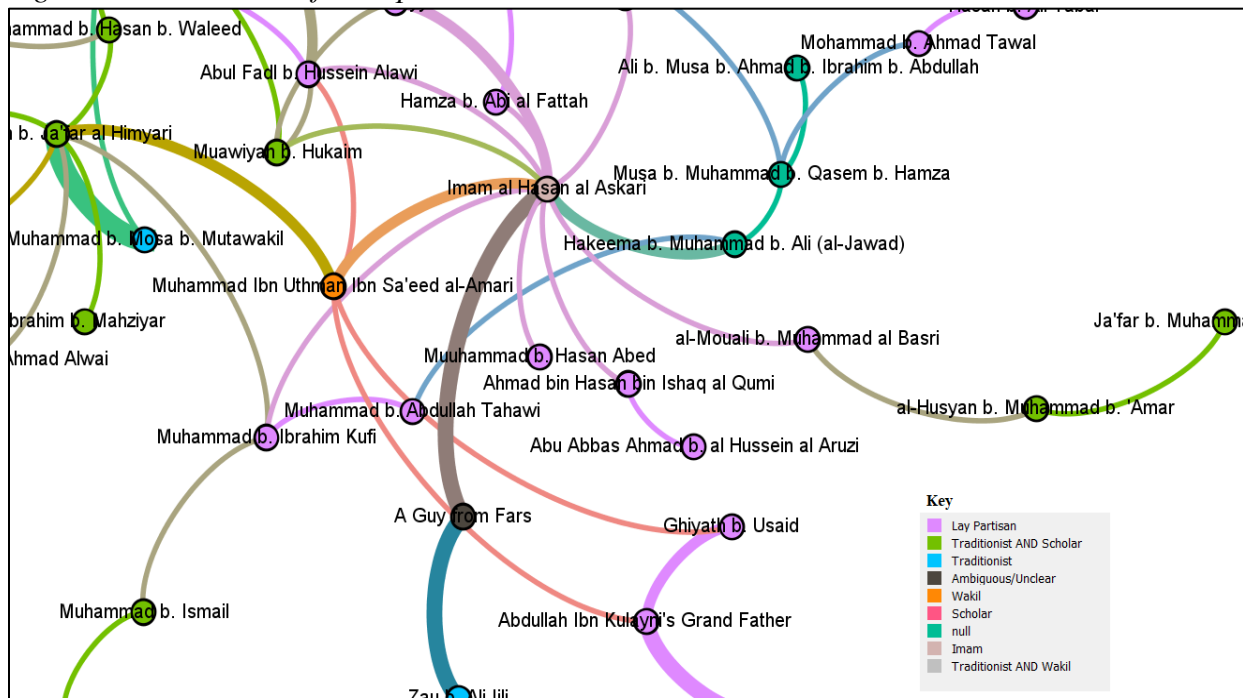 Mohammad b. Ahmad Tawal
ammad b. Hasan b. Waleed
Ali b. Musa b. Ahmad b. Ibrahim b. Abdullah
Abul Fadl b. Hussein Alawi
Hamza b. Abi al Fattah
b. Ja'far al Himyari
Muawiyah b. Hukaim
Musa b. Muhammad b. Qasem b. Hamza
Imam al Hasan al Askari
Muhammad b. Mosa b. Mutawakil
Hakeema b. Muhammad b. Ali (al-Jawad)
Muhammad Ibn Uthman Ibn Sa'eed al-Amari
brahim b. Mahziyar
Ja'far b. Muhamma
al-Mouali b. Muhammad al Basri
Ahmad Alwai
Muuhammad b. Hasan Abed
Ahmad bin Hasan bin Ishaq al Qumi
Muhammad b. Abdullah Tahawi
al-Husyan b. Muhammad b. 'Amar
Muhammad b. Ibrahim Kufi
Abu Abbas Ahmad b. al Hussein al Aruzi
A Guy from Fars
Ghiyath b. Usaid
Muhammad b. Ismail
Abdullah Ibn Kulayni's Grand Father
Key
Lay Partisan
Traditionist AND Scholar
Traditionist
Ambiguous/Unclear
Wakil
Scholar
null
Imam
Traditionist AND Wakil